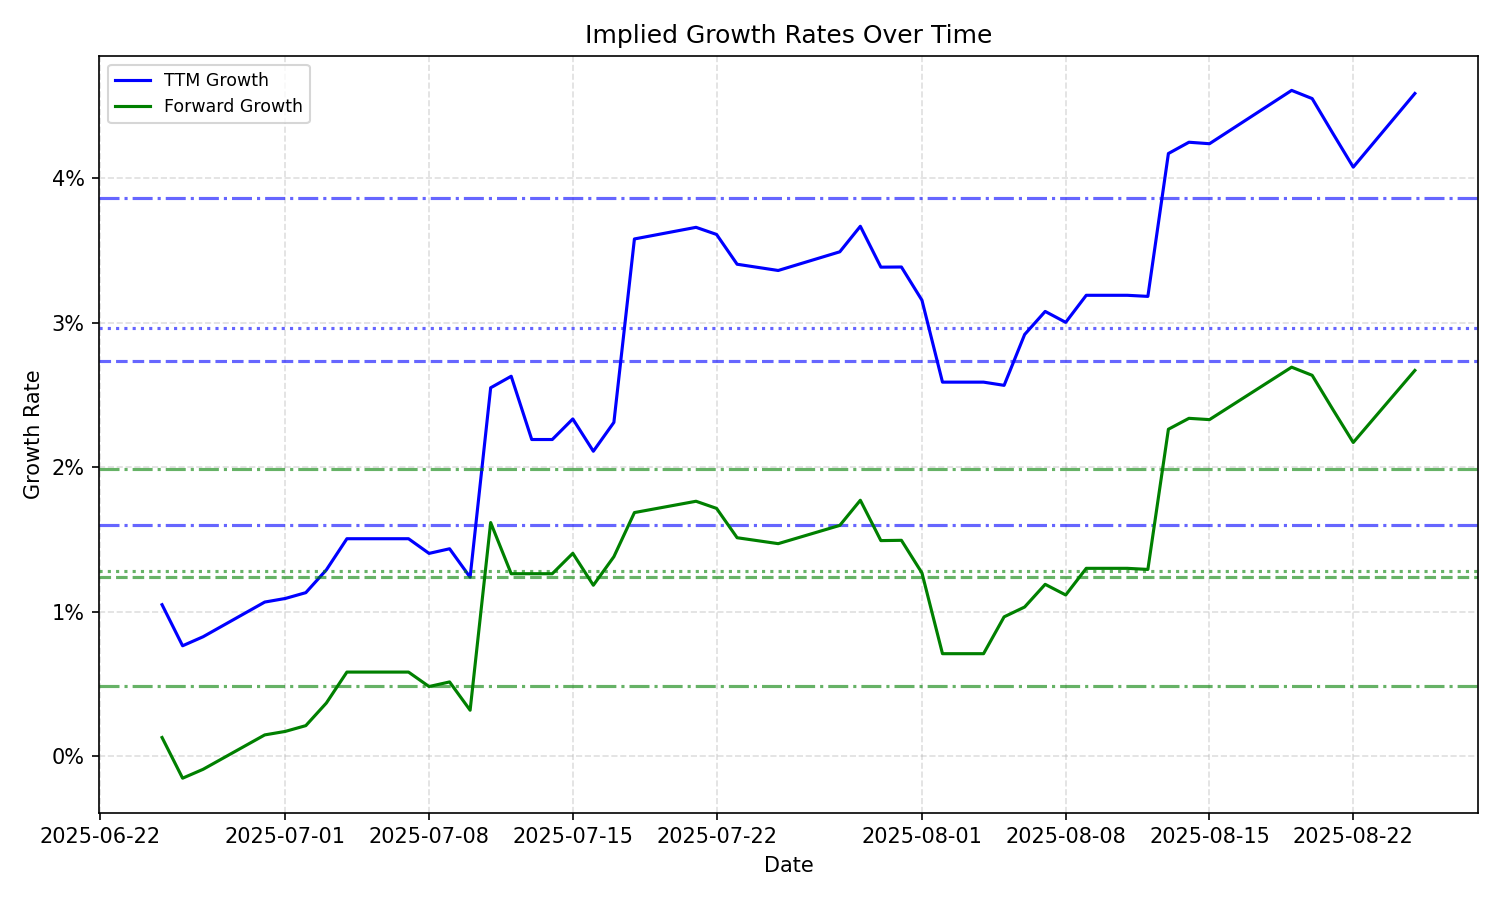 Implied Growth Rates Over Time
TTM Growth
Forward Growth
4%
3%
2%
1%
0%
Growth Rate
2025-06-22 2025-07-01 2025-07-08 2025-07-15 2025-07-22 2025-08-01 2025-08-08 2025-08-15 2025-08-22
Date